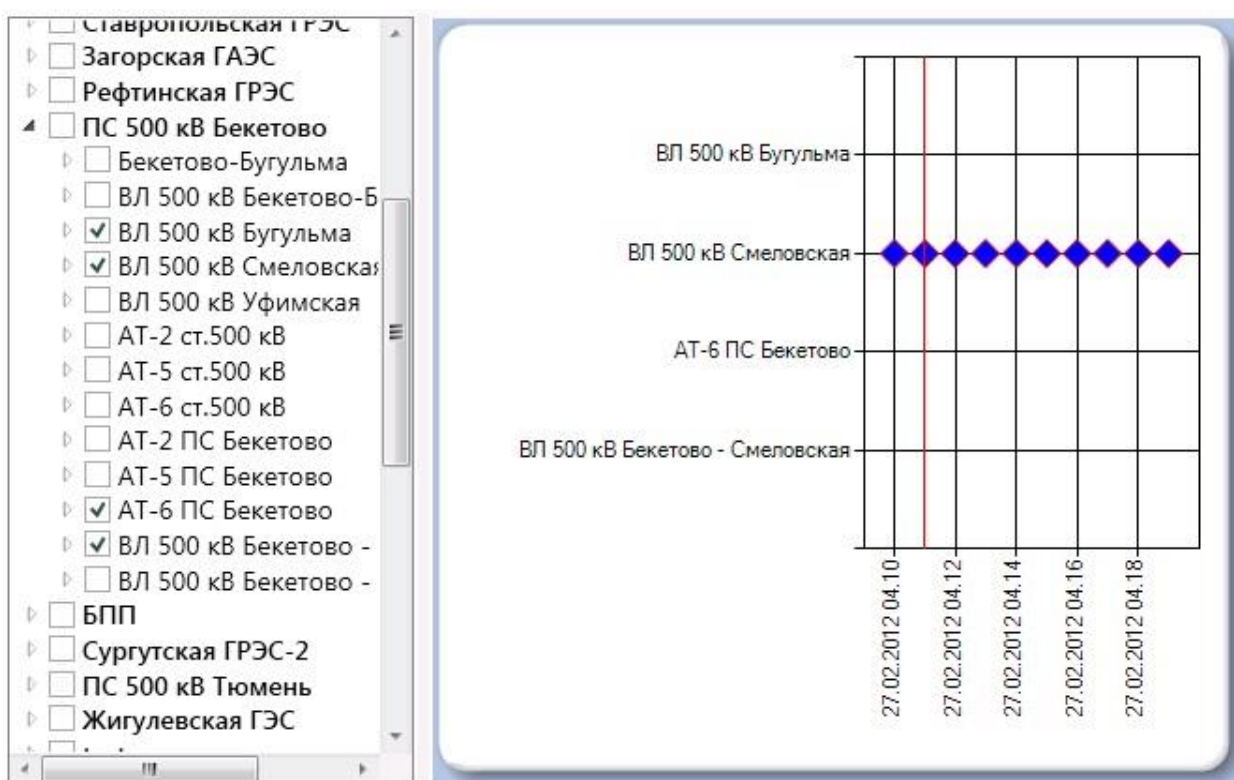 Ставропольская ГРЭС
Загорская ГАЭС
Рефтинская ГРЭС
ПС 500 кВ Бекетово
Бекетово-Бугульма
ВЛ 500 кВ Бекетово-Б
ВЛ 500 кВ Бугульма
ВЛ 500 кВ Смеловская
ВЛ 500 кВ Уфимская
АТ-2 ст.500 кВ
АТ-5 ст.500 кВ
АТ-6 ст.500 кВ
АТ-2 ПС Бекетово
АТ-5 ПС Бекетово
АТ-6 ПС Бекетово
ВЛ 500 кВ Бекетово -
ВЛ 500 кВ Бекетово -
БПП
Сургутская ГРЭС-2
ПС 500 кВ Тюмень
Жигулевская ГЭС
ВЛ 500 кВ Бугульма
ВЛ 500 кВ Смеловская
АТ-6 ПС Бекетово
ВЛ 500 кВ Бекетово - Смеловская
27.02.2012 04.10
27.02.2012 04.12
27.02.2012 04.14
27.02.2012 04.16
27.02.2012 04.18